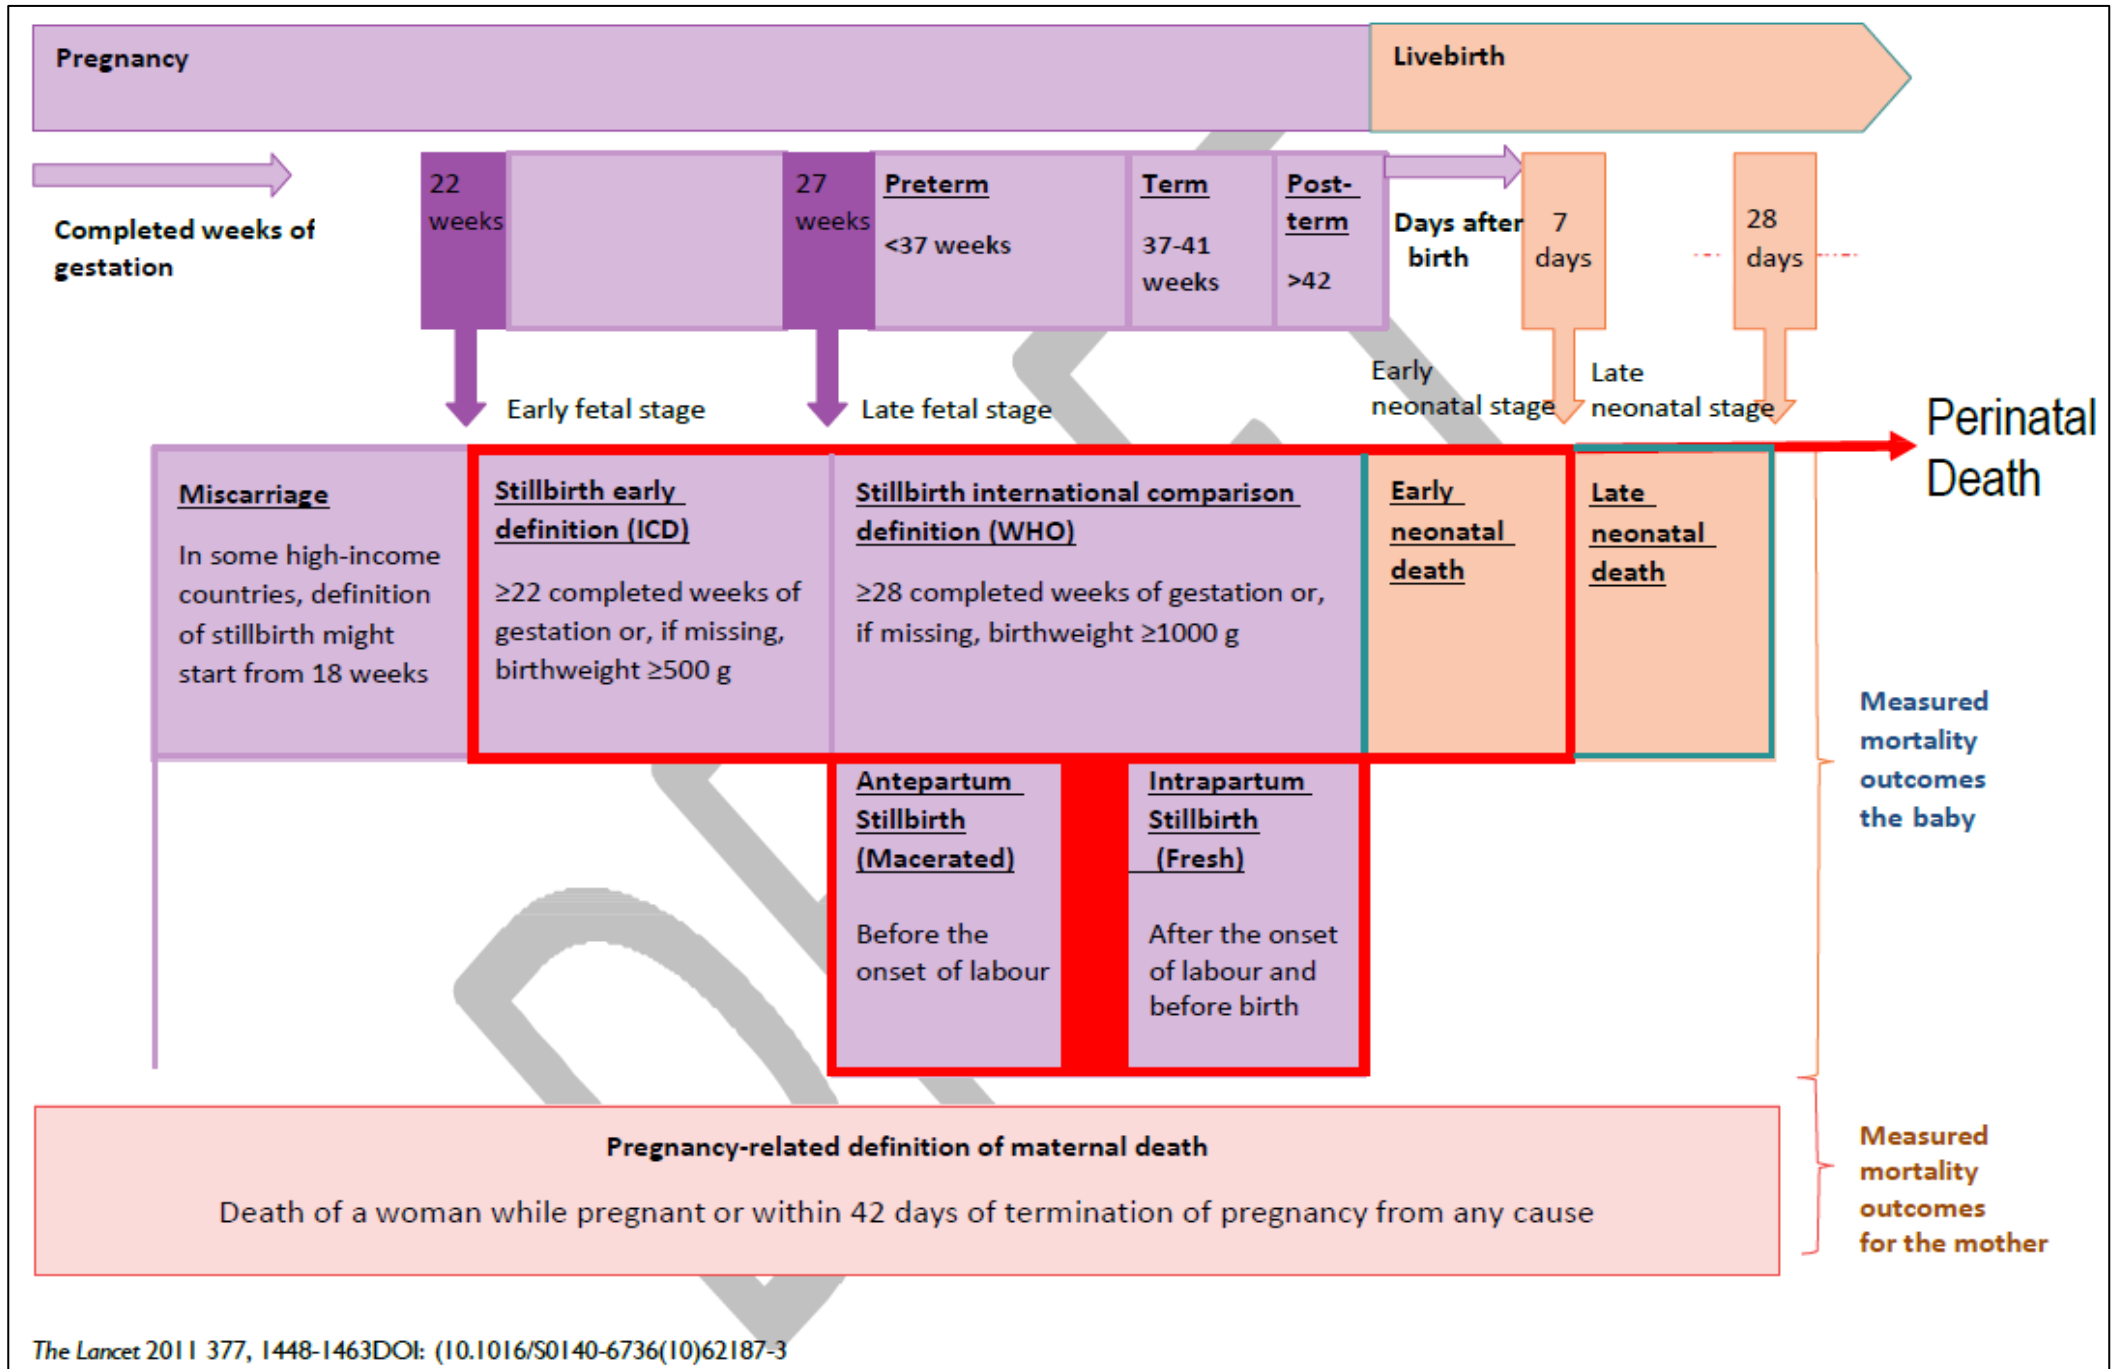 Pregnancy
Livebirth
Completed weeks of
gestation
22
weeks
27
weeks
Preterm
<37 weeks
Term
37-41
weeks
Post-
term
>42
Days after
birth
7
days
28
days
Early fetal stage
Late fetal stage
Early
neonatal stage
Late
neonatal stage
Perinatal
Death
Miscarriage
In some high-income
countries, definition
of stillbirth might
start from 18 weeks
Stillbirth early
definition (ICD)
≥22 completed weeks of
gestation or, if missing,
birthweight ≥500 g
Stillbirth international comparison
definition (WHO)
≥28 completed weeks of gestation or,
if missing, birthweight ≥1000 g
Early
neonatal
death
Late
neonatal
death
Antepartum
Stillbirth
(Macerated)
Before the
onset of labour
Intrapartum
Stillbirth
(Fresh)
After the onset
of labour and
before birth
Measured
mortality
outcomes
the baby
Pregnancy-related definition of maternal death
Death of a woman while pregnant or within 42 days of termination of pregnancy from any cause
Measured
mortality
outcomes
for the mother
The Lancet 2011 377, 1448-1463DOI: (10.1016/S0140-6736(10)62187-3